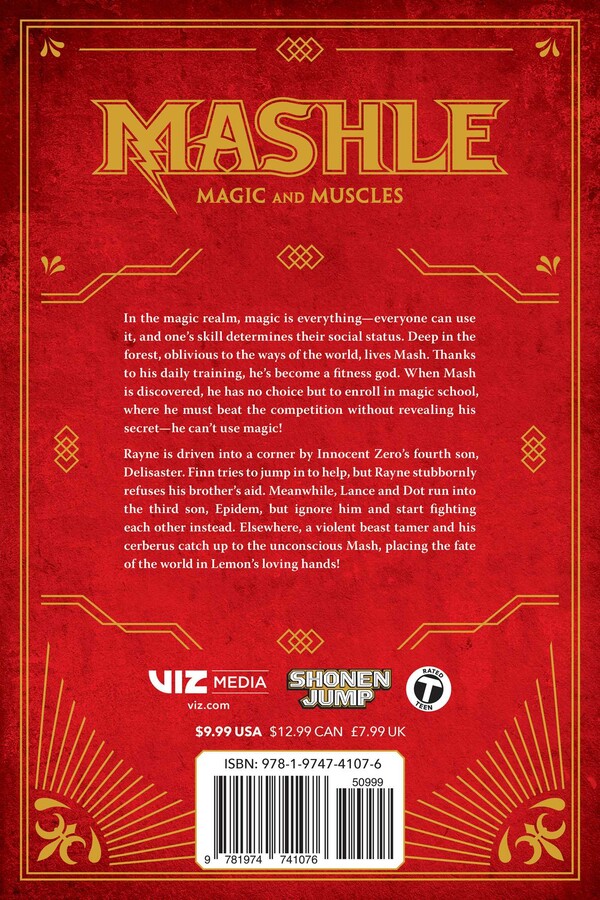 MASHLE
MAGIC AND MUSCLES
In the magic realm, magic is everything—everyone can use
it, and one's skill determines their social status. Deep in the
forest, oblivious to the ways of the world, lives Mash. Thanks
to his daily training, he's become a fitness god. When Mash
is discovered, he has no choice but to enroll in magic school,
where he must beat the competition without revealing his
secret—he can't use magic!
Rayne is driven into a corner by Innocent Zero's fourth son,
Delisaster. Finn tries to jump in to help, but Rayne stubbornly
refuses his brother's aid. Meanwhile, Lance and Dot run into
the third son, Epidem, but ignore him and start fighting
each other instead. Elsewhere, a violent beast tamer and his
cerberus catch up to the unconscious Mash, placing the fate
of the world in Lemon's loving hands!
VIZ MEDIA
viz.com
SHONEN
JUMP
RATED
T
TEEN
$9.99 USA $12.99 CAN £7.99 UK
ISBN: 978-1-9747-4107-6
50999
9 781974 741076